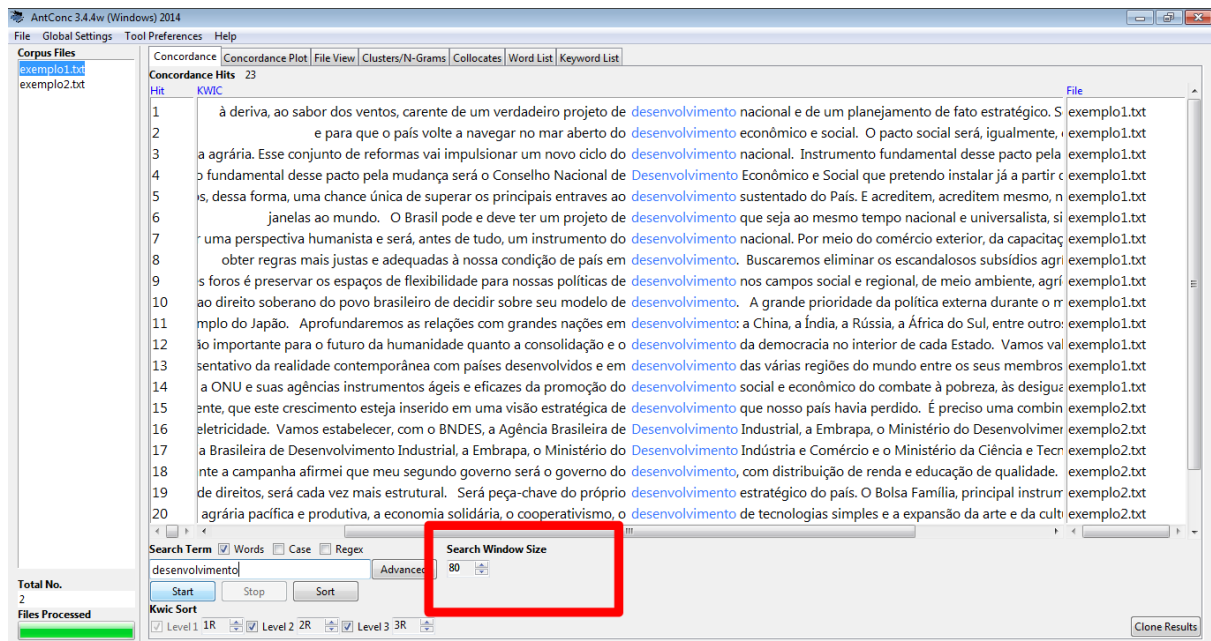 AntConc 3.4.4w (Windows) 2014
File Global Settings Tool Preferences Help
Corpus Files
exemplo1.txt
exemplo2.txt
Concordance Concordance Plot File View Clusters/N-Grams Collocates Word List Keyword List
Concordance Hits 23
Hit KWIC File
1 à deriva, ao sabor dos ventos, carente de um verdadeiro projeto de desenvolvimento nacional e de um planejamento de fato estratégico. S exemplo1.txt
2 e para que o país volte a navegar no mar aberto do desenvolvimento econômico e social. O pacto social será, igualmente, exemplo1.txt
3 a agrária. Esse conjunto de reformas vai impulsionar um novo ciclo do desenvolvimento nacional. Instrumento fundamental desse pacto pela exemplo1.txt
4 o fundamental desse pacto pela mudança será o Conselho Nacional de Desenvolvimento Econômico e Social que pretendo instalar já a partir exemplo1.txt
5 s, dessa forma, uma chance única de superar os principais entraves ao desenvolvimento sustentado do País. E acreditem, acreditem mesmo, n exemplo1.txt
6 janelas ao mundo. O Brasil pode e deve ter um projeto de desenvolvimento que seja ao mesmo tempo nacional e universalista, si exemplo1.txt
7 r uma perspectiva humanista e será, antes de tudo, um instrumento do desenvolvimento nacional. Por meio do comércio exterior, da capacitaç exemplo1.txt
8 obter regras mais justas e adequadas à nossa condição de país em desenvolvimento. Buscaremos eliminar os escandalosos subsídios agrí exemplo1.txt
9 s foros é preservar os espaços de flexibilidade para nossas políticas de desenvolvimento nos campos social e regional, de meio ambiente, agrí exemplo1.txt
10 ao direito soberano do povo brasileiro de decidir sobre seu modelo de desenvolvimento. A grande prioridade da política externa durante o m exemplo1.txt
11 mplo do Japão. Aprofundaremos as relações com grandes nações em desenvolvimento: a China, a Índia, a Rússia, a África do Sul, entre outros exemplo1.txt
12 ão importante para o futuro da humanidade quanto a consolidação e o desenvolvimento da democracia no interior de cada Estado. Vamos val exemplo1.txt
13 sentativo da realidade contemporânea com países desenvolvidos e em desenvolvimento das várias regiões do mundo entre os seus membros exemplo1.txt
14 a ONU e suas agências instrumentos ágeis e eficazes da promoção do desenvolvimento social e econômico do combate à pobreza, às desigua exemplo1.txt
15 ente, que este crescimento esteja inserido em uma visão estratégica de desenvolvimento que nosso país havia perdido. É preciso uma combin exemplo2.txt
16 eletricidade. Vamos estabelecer, com o BNDES, a Agência Brasileira de Desenvolvimento Industrial, a Embrapa, o Ministério do Desenvolvimen exemplo2.txt
17 a Brasileira de Desenvolvimento Industrial, a Embrapa, o Ministério do Desenvolvimento Indústria e Comércio e o Ministério da Ciência e Tecn exemplo2.txt
18 nte a campanha afirmei que meu segundo governo será o governo do desenvolvimento, com distribuição de renda e educação de qualidade. exemplo2.txt
19 de direitos, será cada vez mais estrutural. Será peça-chave do próprio desenvolvimento estratégico do país. O Bolsa Família, principal instrum exemplo2.txt
20 agrária pacífica e produtiva, a economia solidária, o cooperativismo, o desenvolvimento de tecnologias simples e a expansão da arte e da cult exemplo2.txt
Search Term Words Case Regex Search Window Size
desenvolvimento Advanced 80
Start Stop Sort
Total No.
2
Files Processed
Kwic Sort
Level 1 1R Level 2 2R Level 3 3R Clone Results